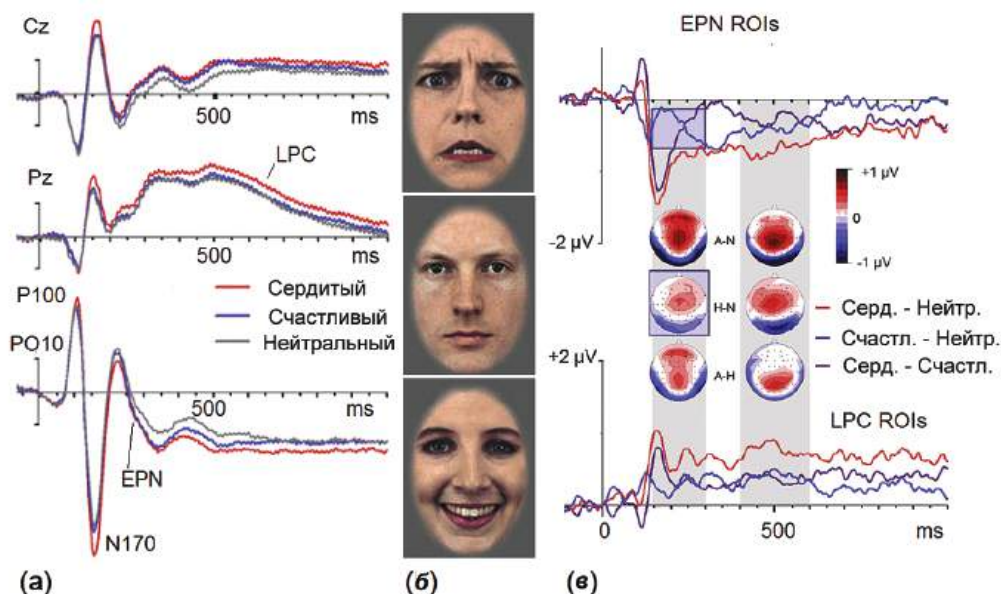 Cz
500
ms
Pz
LPC
500
ms
P100
Сердитый
Счастливый
Нейтральный
PO10
500
ms
EPN
N170
(а)
(б)
EPN ROIs
+1 µV
0
-1 µV
-2 µV
A-N
H-N
A-H
+2 µV
Серд. - Нейтр.
Счастл. - Нейтр.
Серд. - Счастл.
LPC ROIs
0
500
ms
(в)